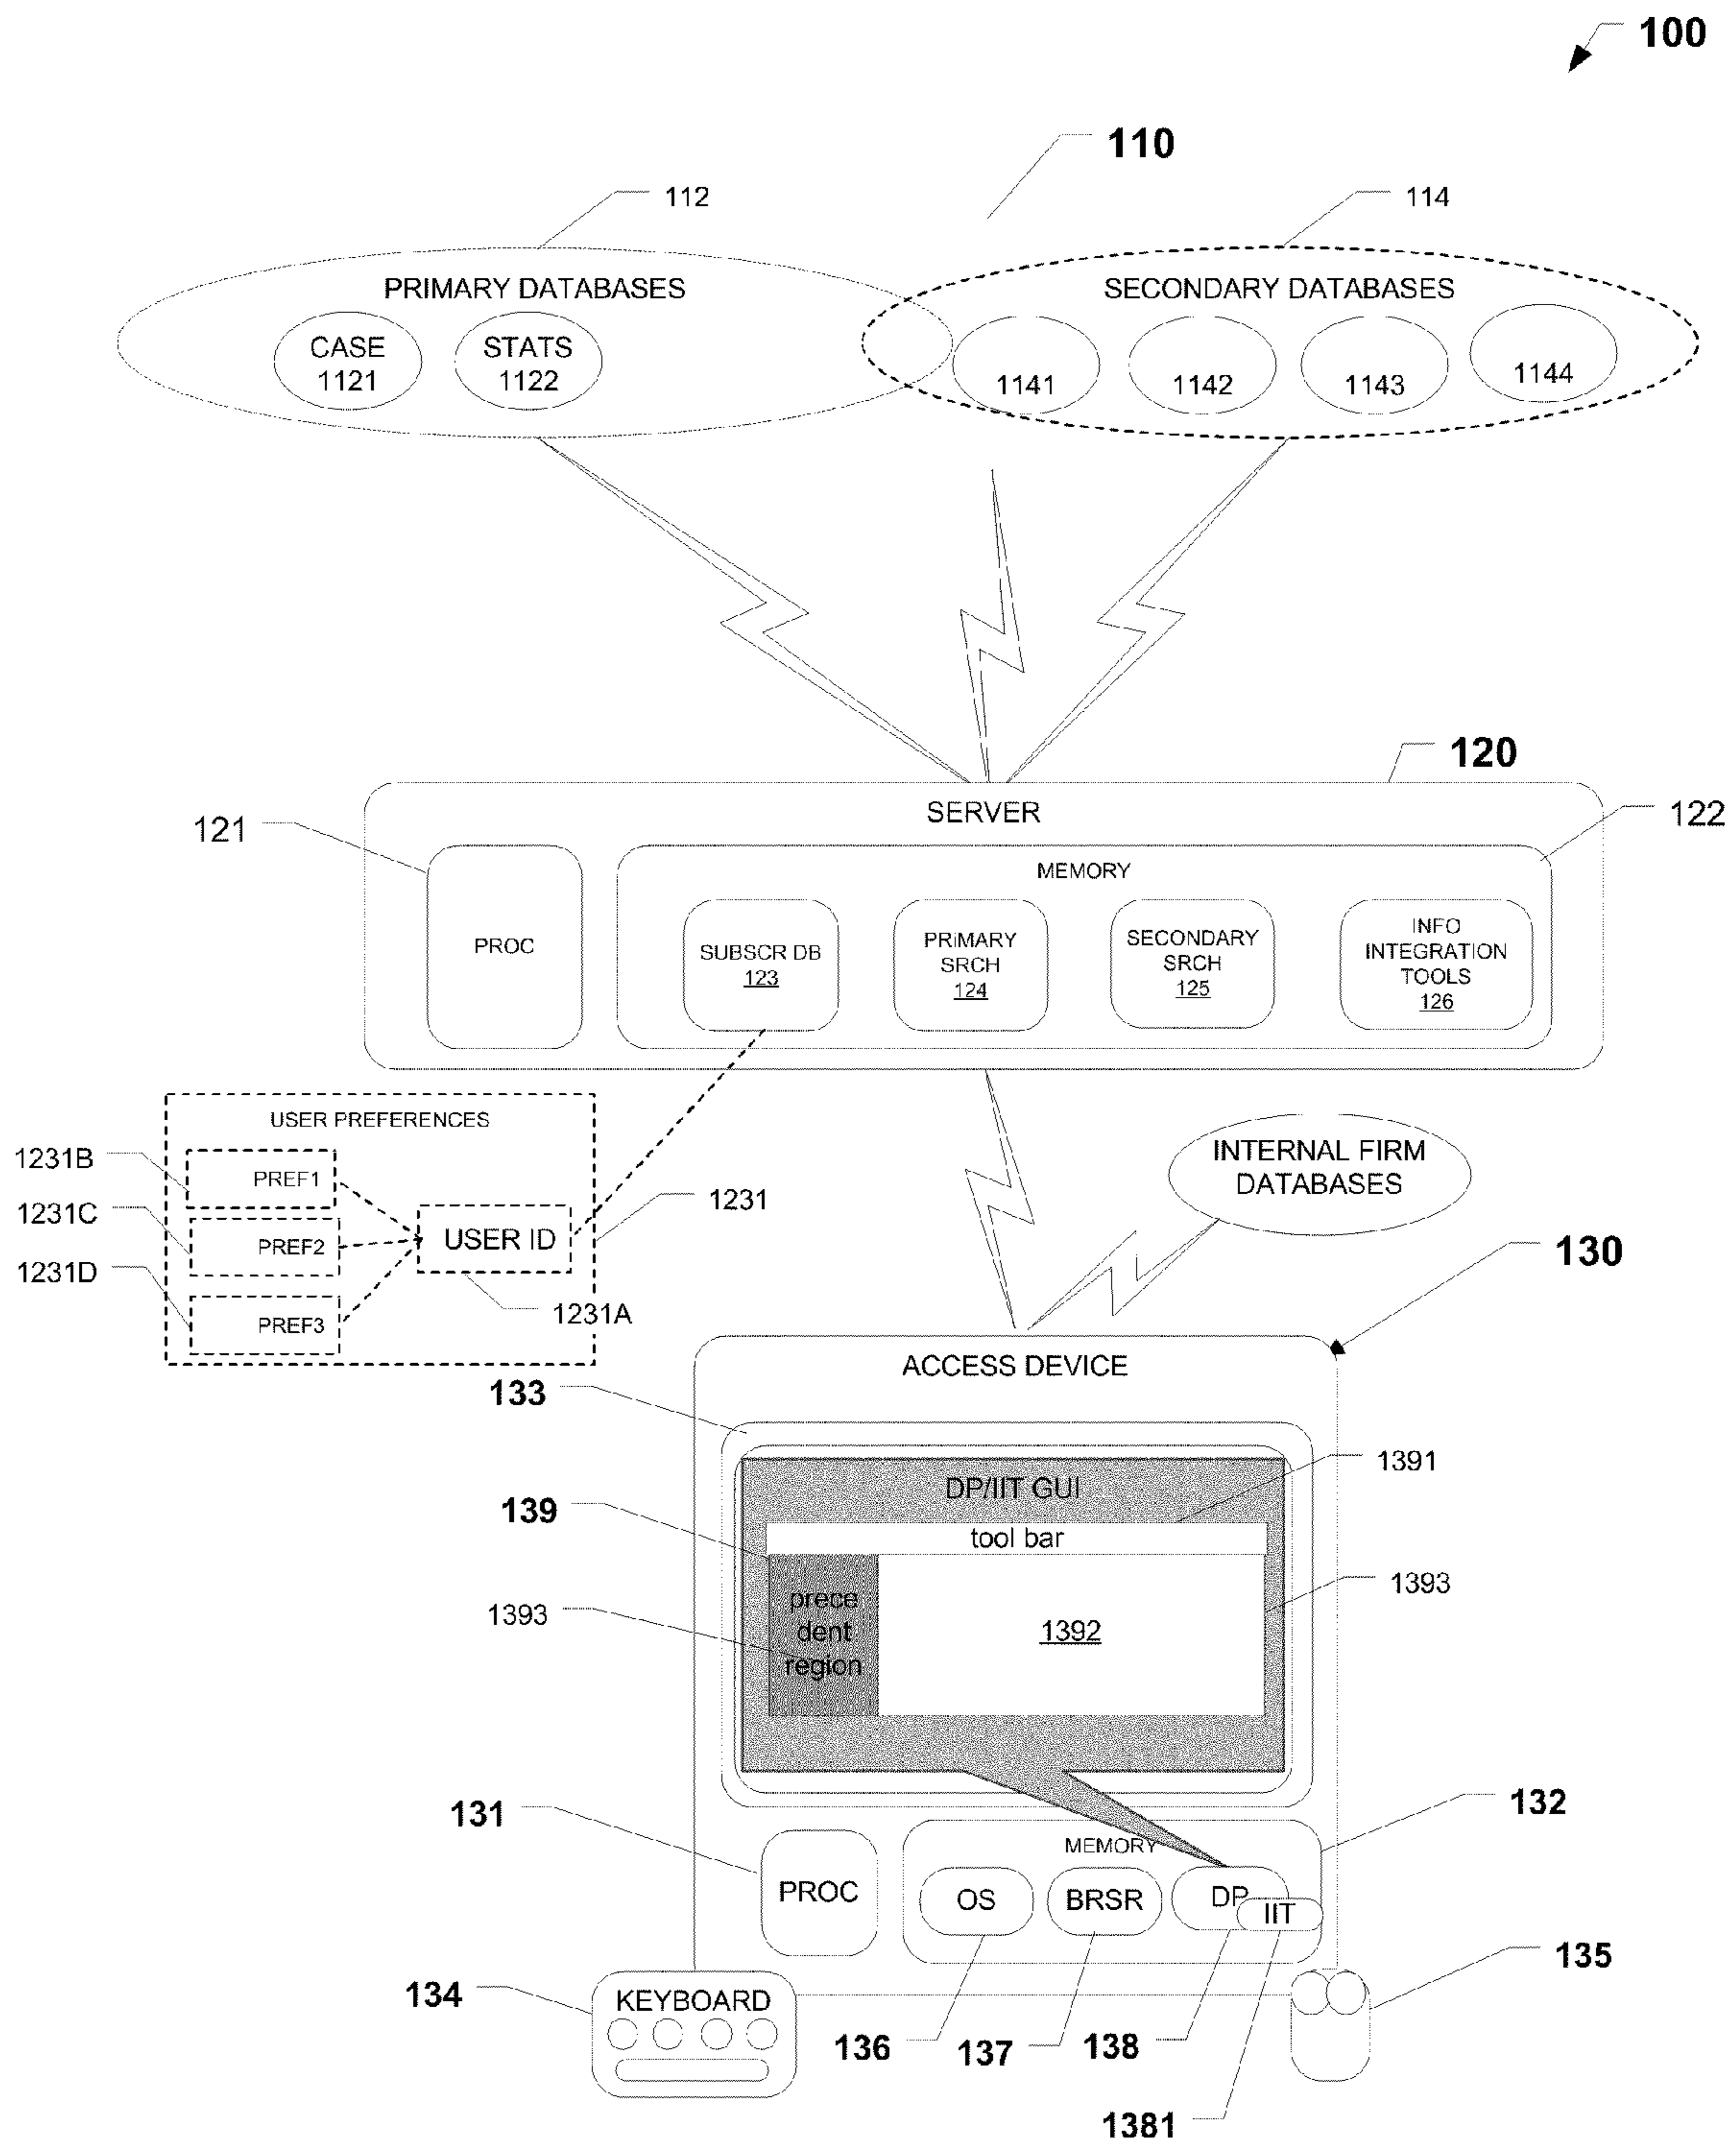 100
110
112
114
PRIMARY DATABASES
SECONDARY DATABASES
CASE
1121
STATS
1122
1141
1142
1143
1144
120
SERVER
121
122
MEMORY
PROC
SUBSCR DB
123
PRiMARY
SRCH
124
SECONDARY
SRCH
125
INFO
INTEGRATION
TOOLS
126
USER PREFERENCES
1231B
PREF1
1231C
PREF2
1231D
PREF3
USER ID
1231
1231A
INTERNAL FIRM
DATABASES
130
ACCESS DEVICE
133
1391
DP/IIT GUI
139
tool bar
1393
1393
prece
dent
region
1392
131
132
MEMORY
PROC
OS
BRSR
DP
IIT
135
134
KEYBOARD
136
137
138
1381